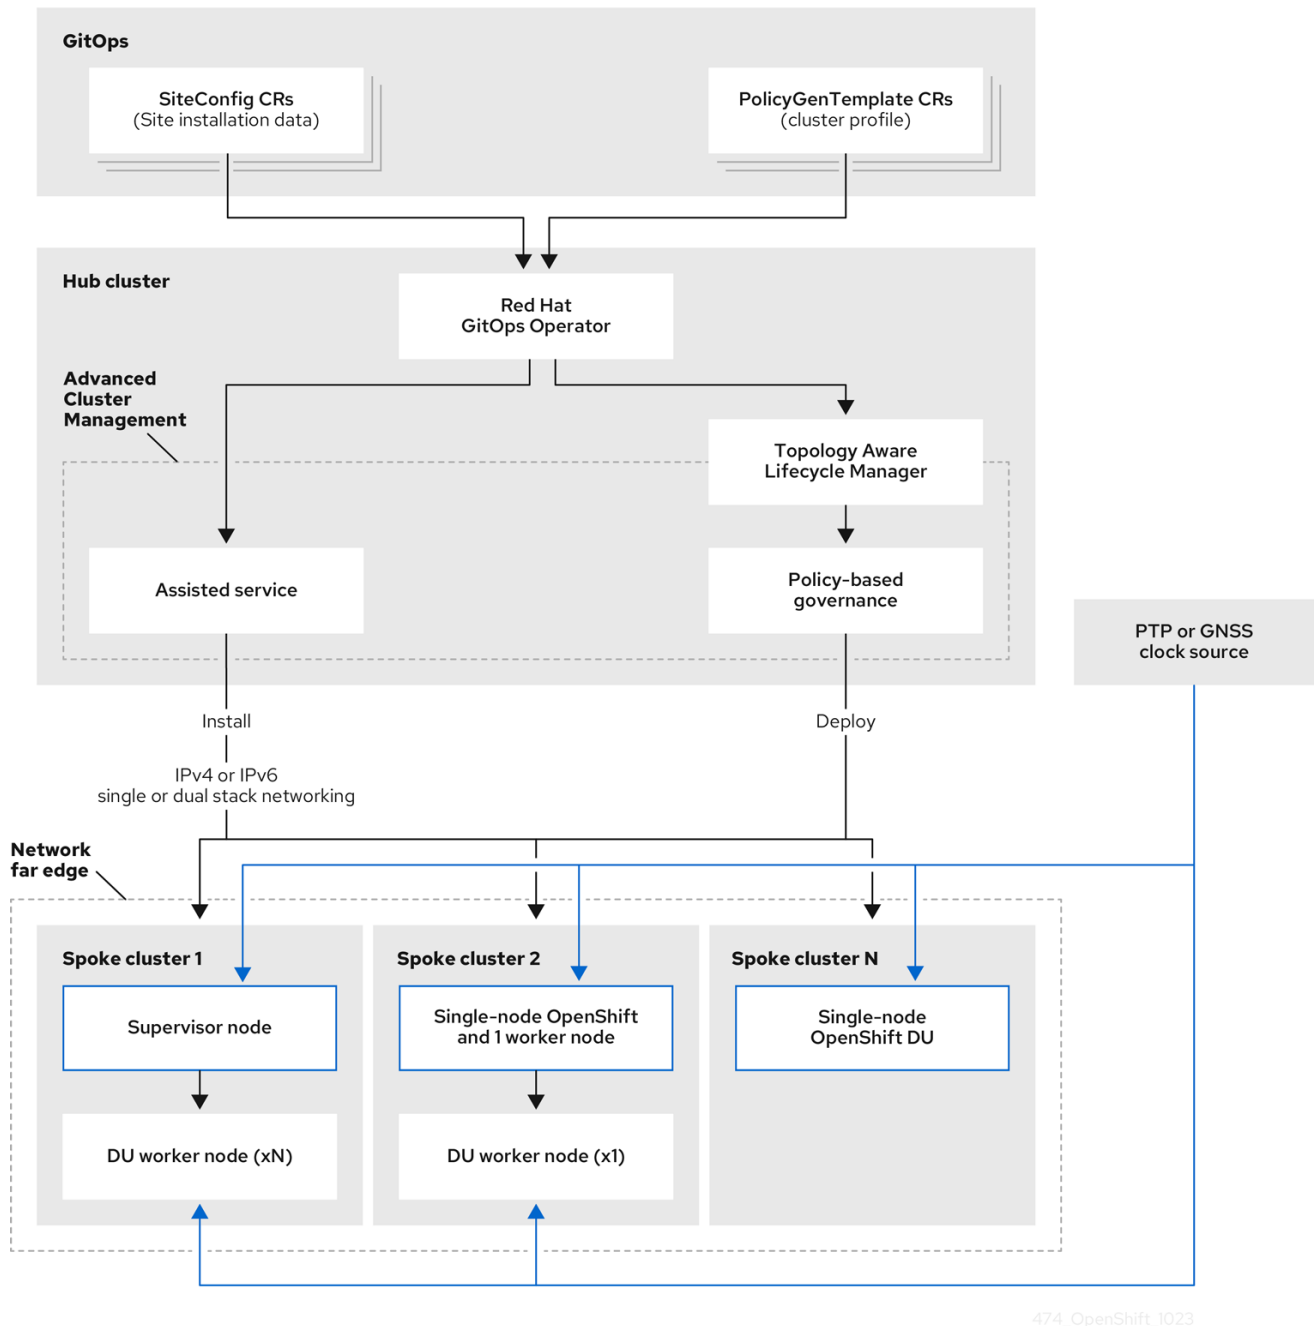 GitOps
SiteConfig CRs
(Site installation data)
PolicyGenTemplate CRs
(cluster profile)
Hub cluster
Red Hat
GitOps Operator
Advanced
Cluster
Management
Topology Aware
Lifecycle Manager
Assisted service
Policy-based
governance
PTP or GNSS
clock source
Install
Deploy
IPv4 or IPv6
single or dual stack networking
Network
far edge
Spoke cluster 1
Spoke cluster 2
Spoke cluster N
Supervisor node
Single-node OpenShift
and 1 worker node
Single-node
OpenShift DU
DU worker node (xN)
DU worker node (x1)
474_OpenShift_1023